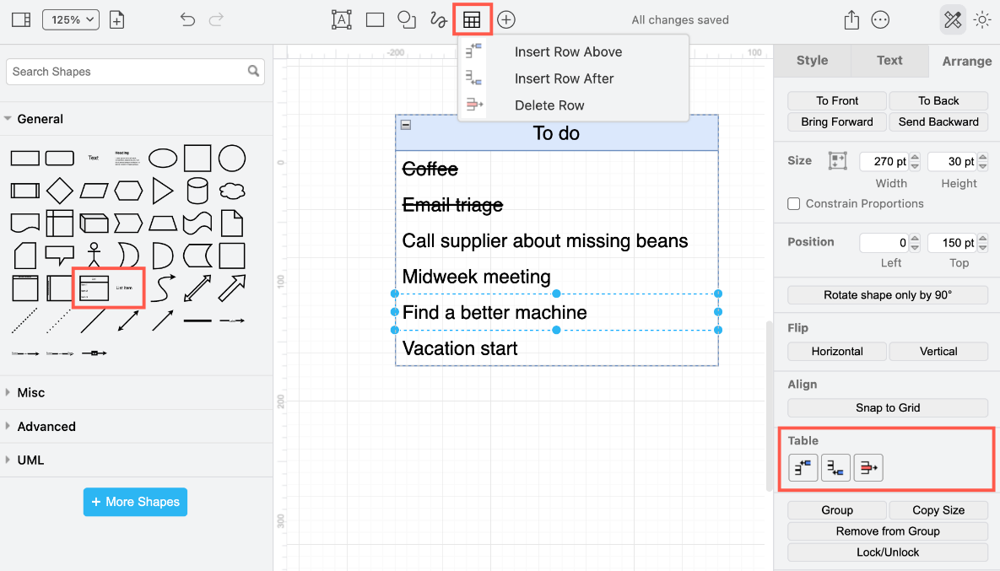 125%
All changes saved
Search Shapes
General
Text
Heading
List Item
Misc
Advanced
UML
+ More Shapes
-200
100
0
100
200
300
Insert Row Above
Insert Row After
Delete Row
To do
Coffee
Email triage
Call supplier about missing beans
Midweek meeting
Find a better machine
Vacation start
Style
Text
Arrange
To Front
To Back
Bring Forward
Send Backward
Size
270 pt
30 pt
Width
Height
Constrain Proportions
Position
0
150 pt
Left
Top
Rotate shape only by 90°
Flip
Horizontal
Vertical
Align
Snap to Grid
Table
Group
Copy Size
Remove from Group
Lock/Unlock